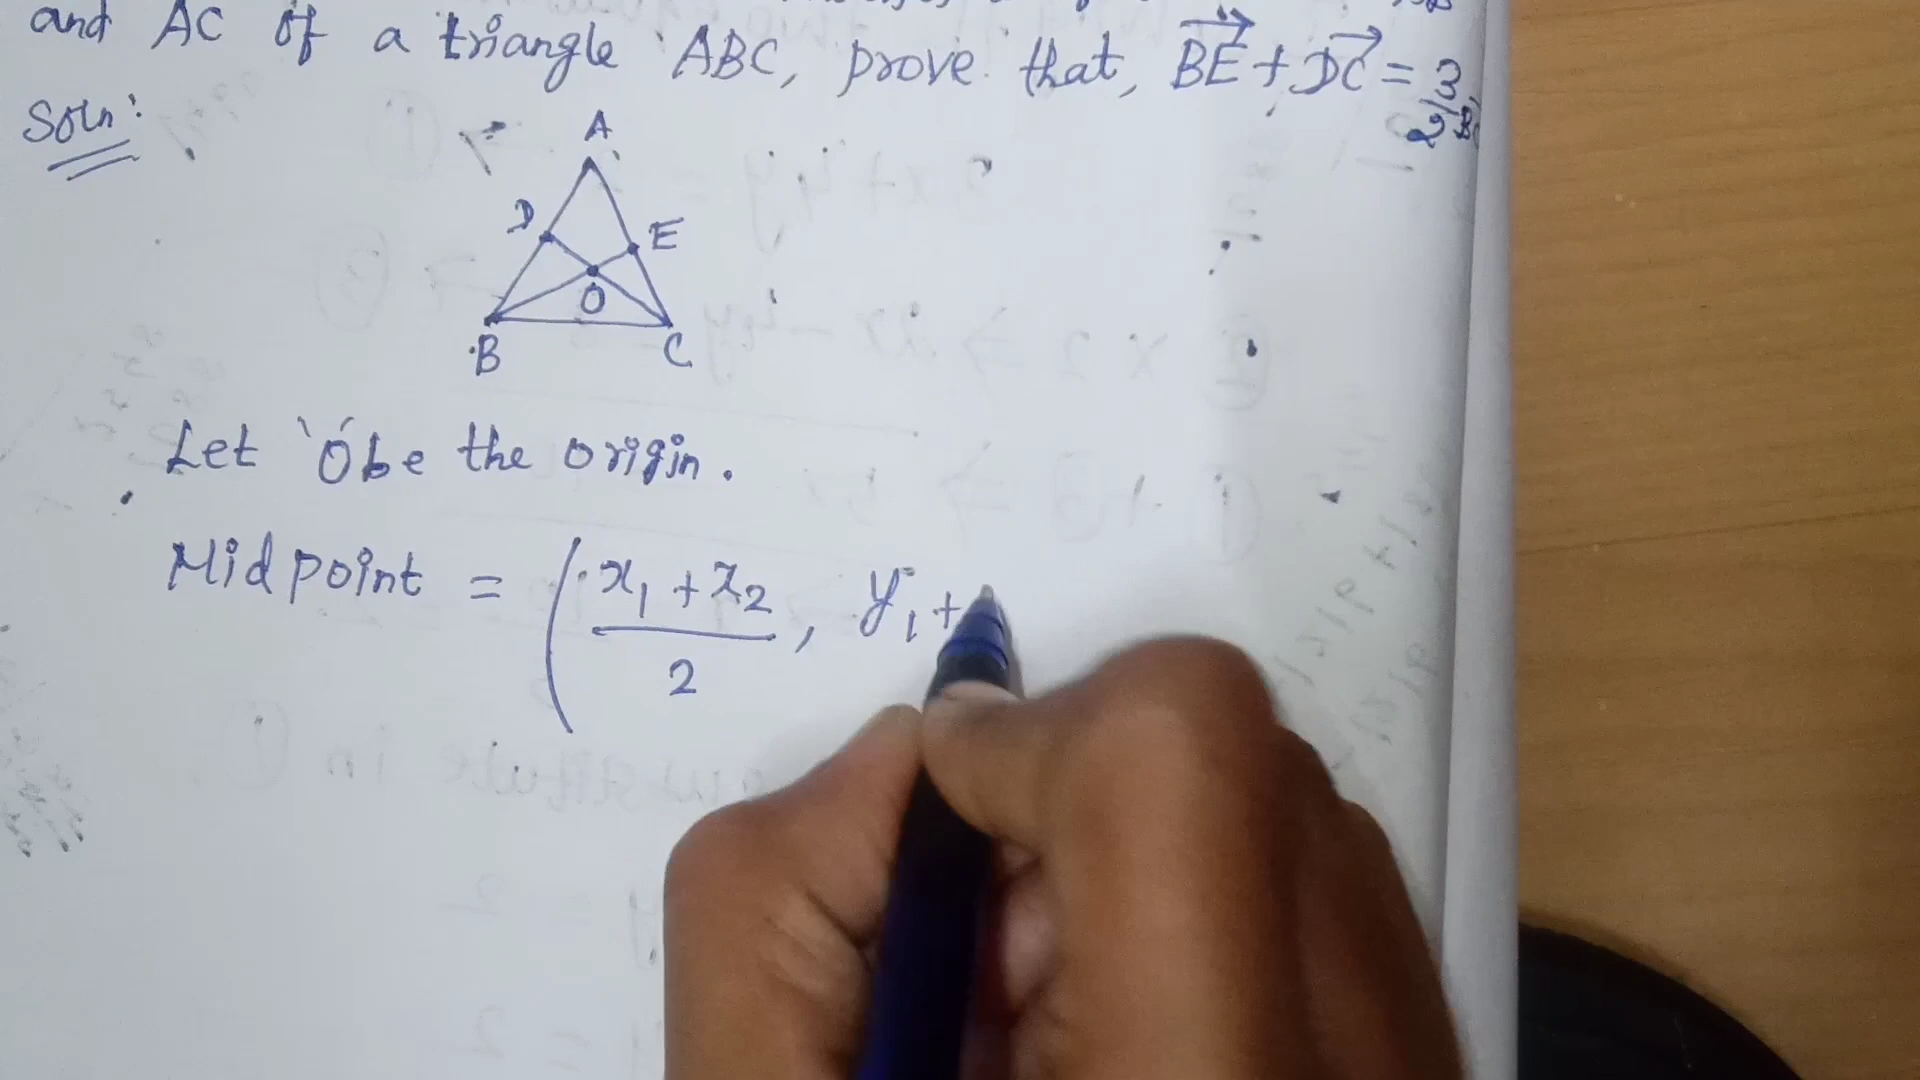 and AC of a triangle ABC, prove that, BE + DC = 3/2 BC
Soln:
A
D
E
O
B
C
Let 'O' be the origin.
Midpoint = ( x₁ + x₂ / 2 , y₁ +